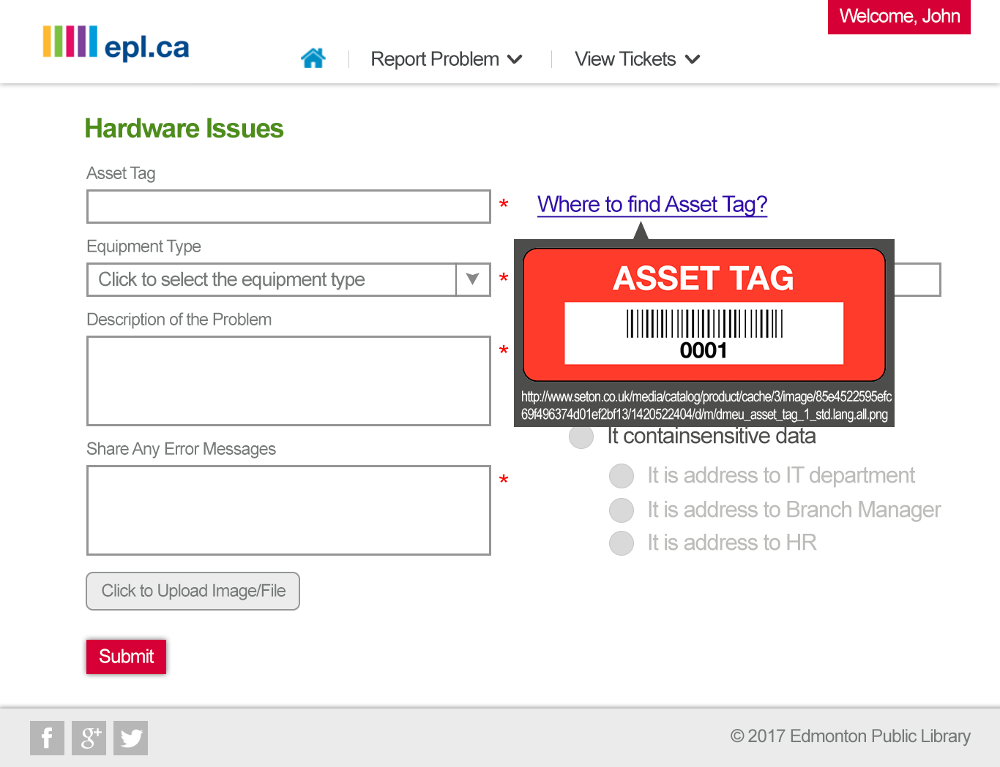 Welcome, John
epl.ca
Report Problem
View Tickets
Hardware Issues
Asset Tag
*
Where to find Asset Tag?
Equipment Type
Click to select the equipment type
*
ASSET TAG
0001
http://www.seton.co.uk/media/catalog/product/cache/3/image/85e4522595efc
69f496374d01ef2bf13/1420522404/d/m/dmeu_asset_tag_1_std.lang.all.png
Description of the Problem
*
It containsensitive data
It is address to IT department
It is address to Branch Manager
It is address to HR
Share Any Error Messages
*
Click to Upload Image/File
Submit
f
g+
© 2017 Edmonton Public Library